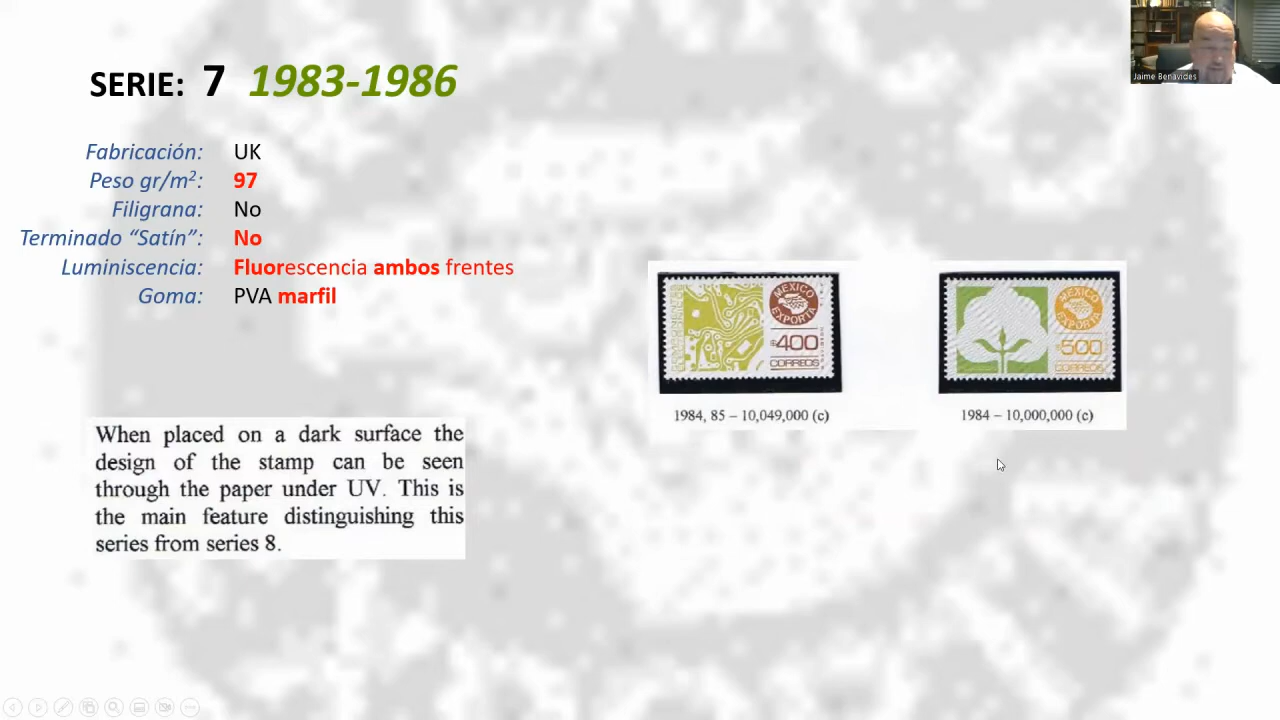 Jaime Benavides
SERIE: 7 1983-1986
Fabricación: UK
Peso gr/m²: 97
Filigrana: No
Terminado “Satín”: No
Luminiscencia: Fluorescencia ambos frentes
Goma: PVA marfil
MEXICO
EXPORTA
$400
CORREOS
1984, 85 – 10,049,000 (c)
MEXICO
EXPORTA
$500
CORREOS
1984 – 10,000,000 (c)
When placed on a dark surface the
design of the stamp can be seen
through the paper under UV. This is
the main feature distinguishing this
series from series 8.